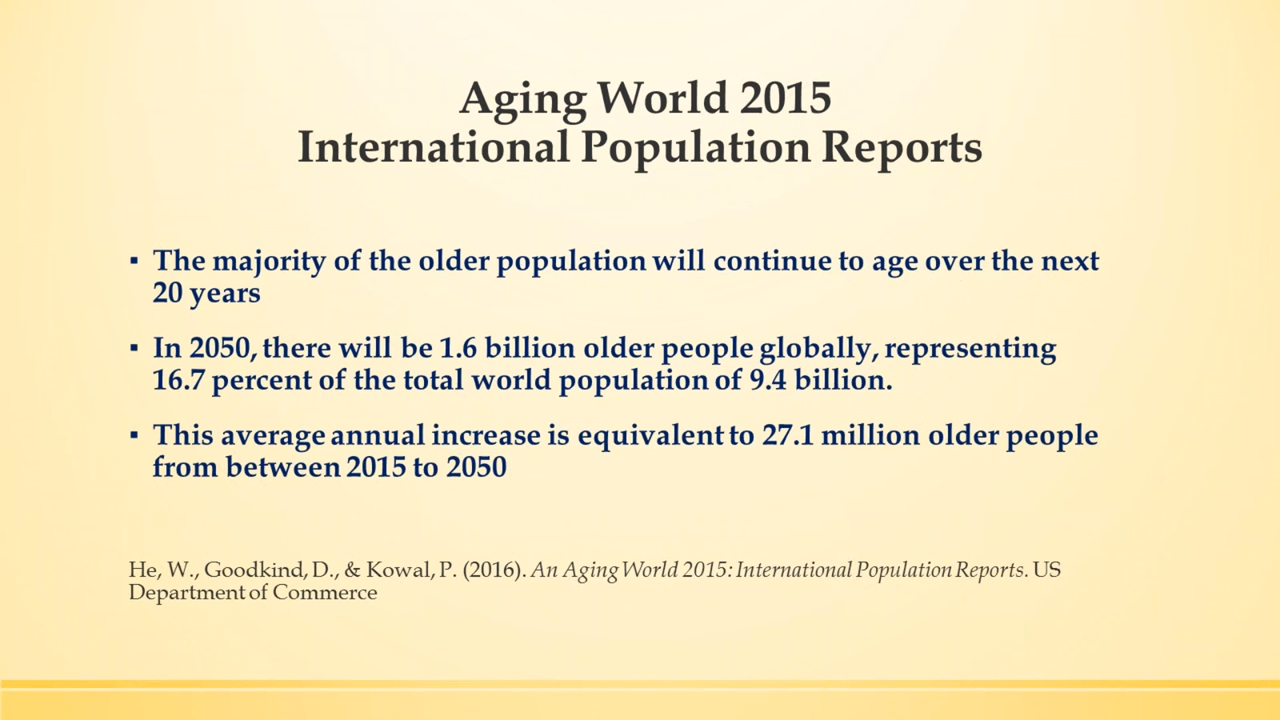 Aging World 2015
International Population Reports
▪ The majority of the older population will continue to age over the next
20 years
▪ In 2050, there will be 1.6 billion older people globally, representing
16.7 percent of the total world population of 9.4 billion.
▪ This average annual increase is equivalent to 27.1 million older people
from between 2015 to 2050
He, W., Goodkind, D., & Kowal, P. (2016). An Aging World 2015: International Population Reports. US
Department of Commerce